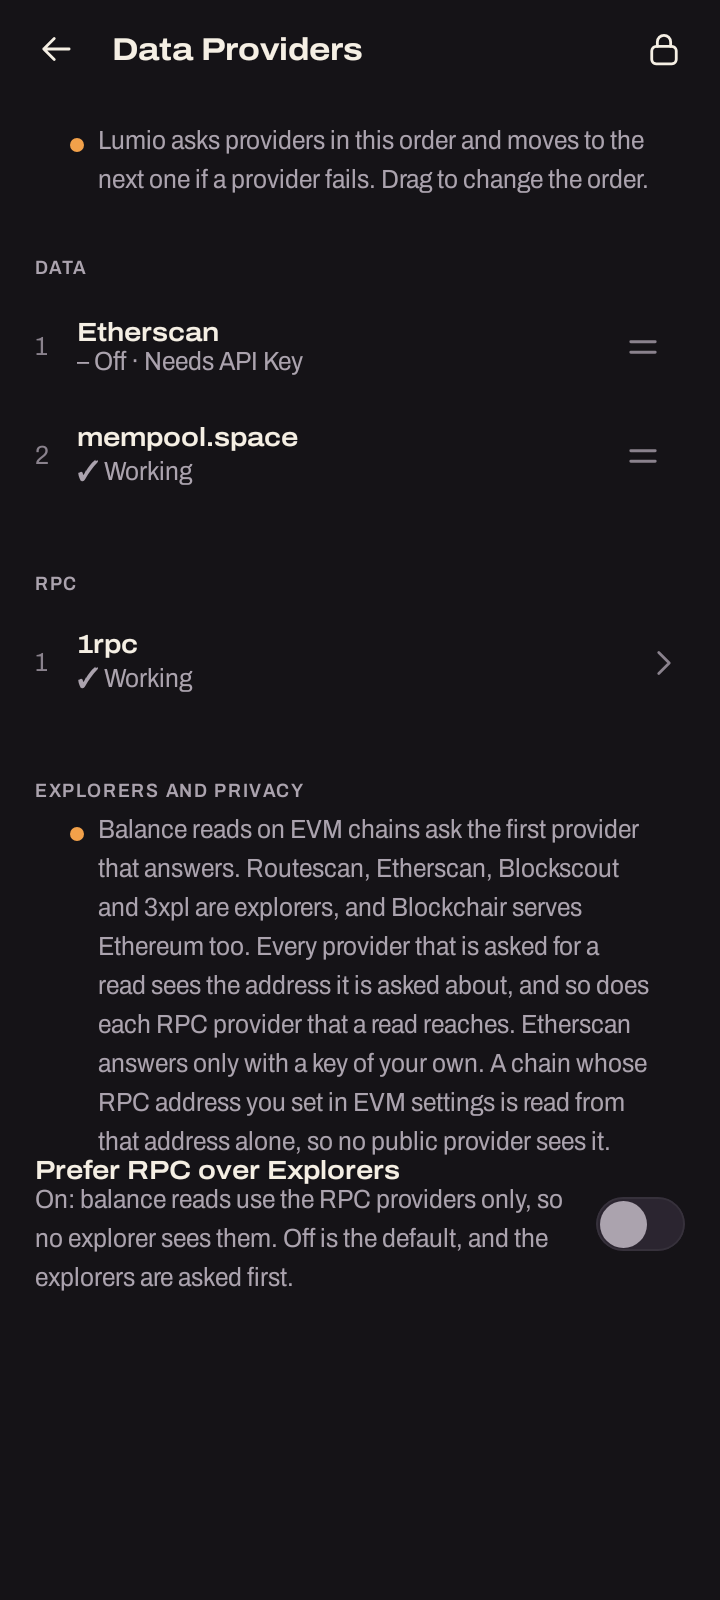 Data Providers
Lumio asks providers in this order and moves to the
next one if a provider fails. Drag to change the order.
DATA
1
Etherscan
– Off · Needs API Key
2
mempool.space
✓ Working
RPC
1
1rpc
✓ Working
EXPLORERS AND PRIVACY
Balance reads on EVM chains ask the first provider
that answers. Routescan, Etherscan, Blockscout
and 3xpl are explorers, and Blockchair serves
Ethereum too. Every provider that is asked for a
read sees the address it is asked about, and so does
each RPC provider that a read reaches. Etherscan
answers only with a key of your own. A chain whose
RPC address you set in EVM settings is read from
that address alone, so no public provider sees it.
Prefer RPC over Explorers
On: balance reads use the RPC providers only, so
no explorer sees them. Off is the default, and the
explorers are asked first.